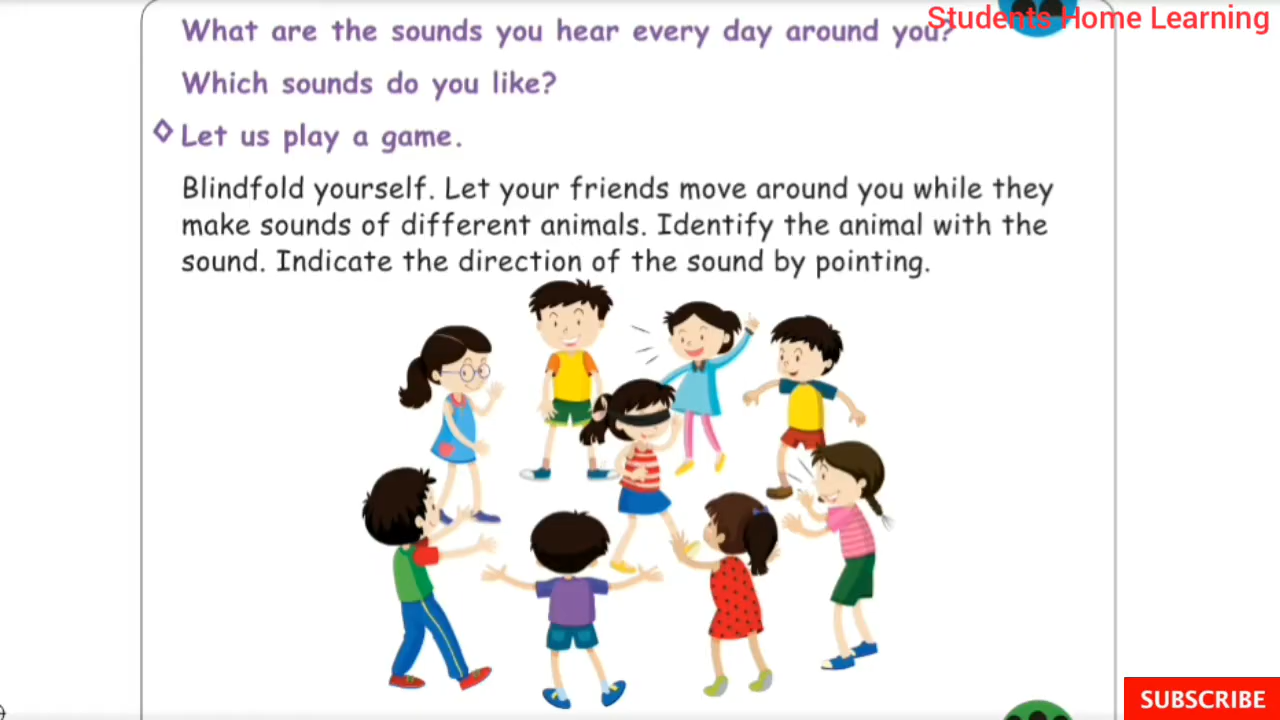 Students Home Learning
What are the sounds you hear every day around you?
Which sounds do you like?
Let us play a game.
Blindfold yourself. Let your friends move around you while they
make sounds of different animals. Identify the animal with the
sound. Indicate the direction of the sound by pointing.
SUBSCRIBE